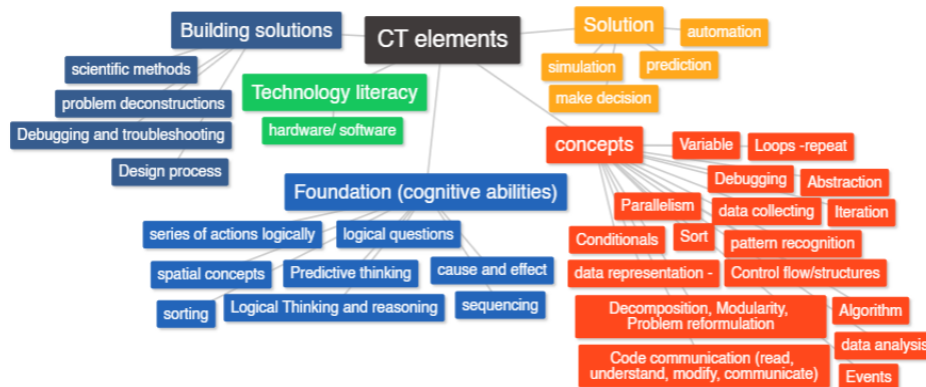 Building solutions
CT elements
Solution
automation
scientific methods
simulation
prediction
problem deconstructions
Technology literacy
make decision
Debugging and troubleshooting
hardware/ software
Design process
concepts
Variable
Loops -repeat
Debugging
Abstraction
Foundation (cognitive abilities)
Parallelism
data collecting
Iteration
series of actions logically
logical questions
Conditionals
Sort
pattern recognition
spatial concepts
Predictive thinking
cause and effect
data representation -
Control flow/structures
sorting
Logical Thinking and reasoning
sequencing
Decomposition, Modularity,
Problem reformulation
Algorithm
data analysis
Code communication (read,
understand, modify, communicate)
Events